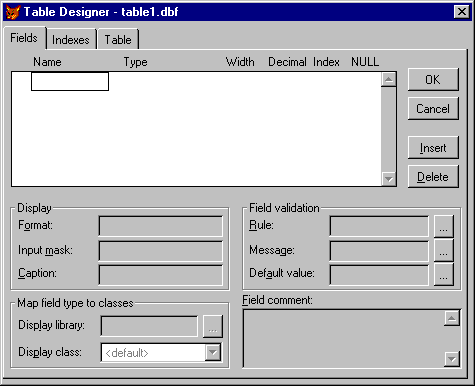 Table Designer - table1.dbf
Fields Indexes Table
Name Type Width Decimal Index NULL
OK
Cancel
Insert
Delete
Display
Format:
Input mask:
Caption:
Field validation
Rule: ...
Message: ...
Default value: ...
Map field type to classes
Display library: ...
Display class: <default>
Field comment: